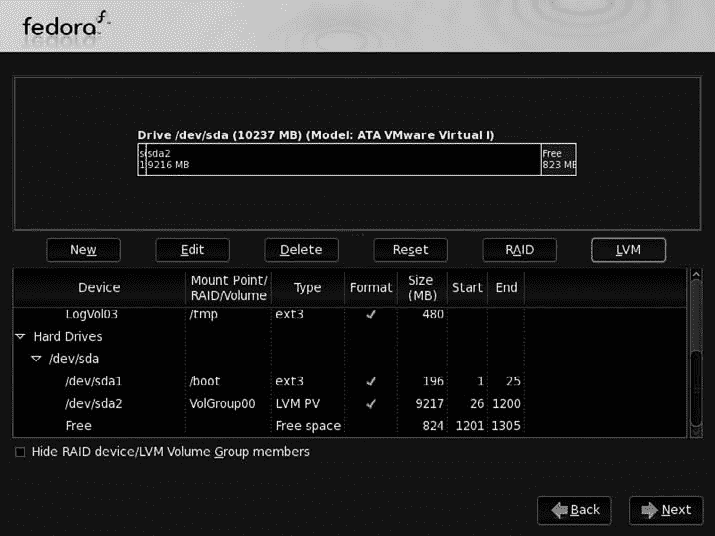 fedora
Drive /dev/sda (10237 MB) (Model: ATA VMware Virtual I)
s sda2 Free
1 9216 MB 823 MB
New Edit Delete Reset RAID LVM
Device Mount Point/ RAID/Volume Type Format Size (MB) Start End
LogVol03 /tmp ext3 480
Hard Drives
/dev/sda
/dev/sda1 /boot ext3 196 1 25
/dev/sda2 VolGroup00 LVM PV 9217 26 1200
Free Free space 824 1201 1305
Hide RAID device/LVM Volume Group members
Back Next